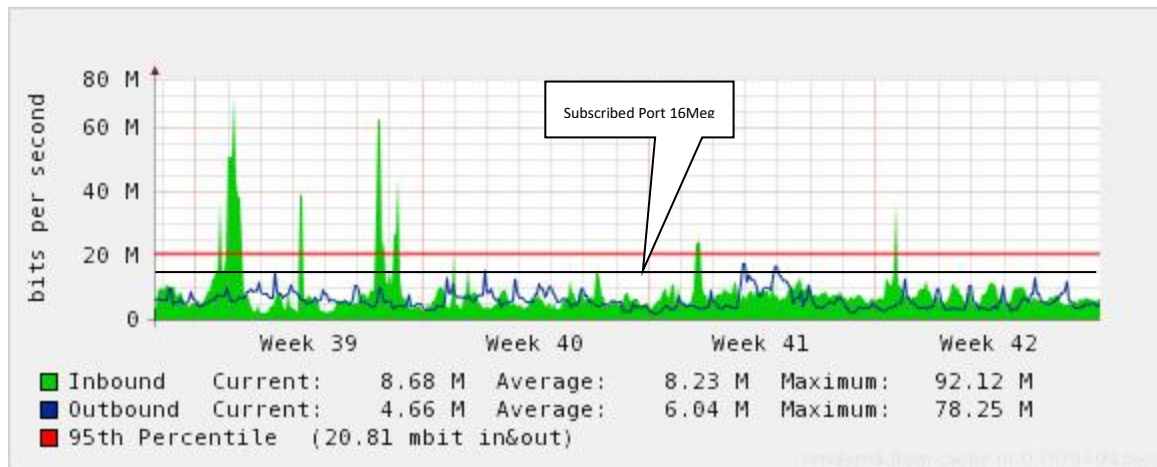 80 M
60 M
40 M
20 M
0
bits per second
Subscribed Port 16Meg
Week 39
Week 40
Week 41
Week 42
Inbound Current: 8.68 M Average: 8.23 M Maximum: 92.12 M
Outbound Current: 4.66 M Average: 6.04 M Maximum: 78.25 M
95th Percentile (20.81 mbit in&out)